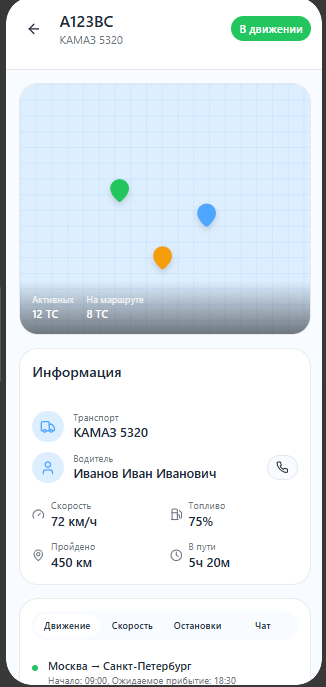 А123ВС
КАМАЗ 5320
В движении
Активных На маршруте
12 ТС 8 ТС
Информация
Транспорт
КАМАЗ 5320
Водитель
Иванов Иван Иванович
Скорость Топливо
72 км/ч 75%
Пройдено В пути
450 км 5ч 20м
Движение Скорость Остановки Чат
Москва → Санкт-Петербург
Начало: 09:00, Ожидаемое прибытие: 18:30